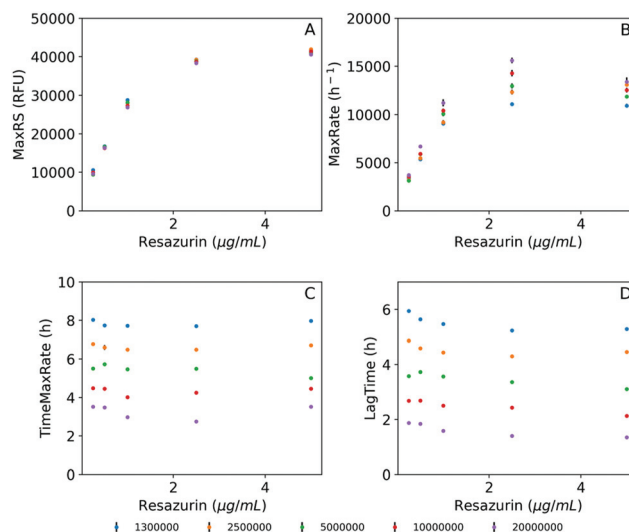 A
50000
40000
30000
20000
10000
0
MaxRS (RFU)
2
4
Resazurin (μg/mL)
B
20000
15000
10000
5000
0
MaxRate (h⁻¹)
2
4
Resazurin (μg/mL)
C
10
8
6
4
2
0
TimeMaxRate (h)
2
4
Resazurin (μg/mL)
D
6
4
2
0
LagTime (h)
2
4
Resazurin (μg/mL)
1300000 2500000 5000000 10000000 200000000